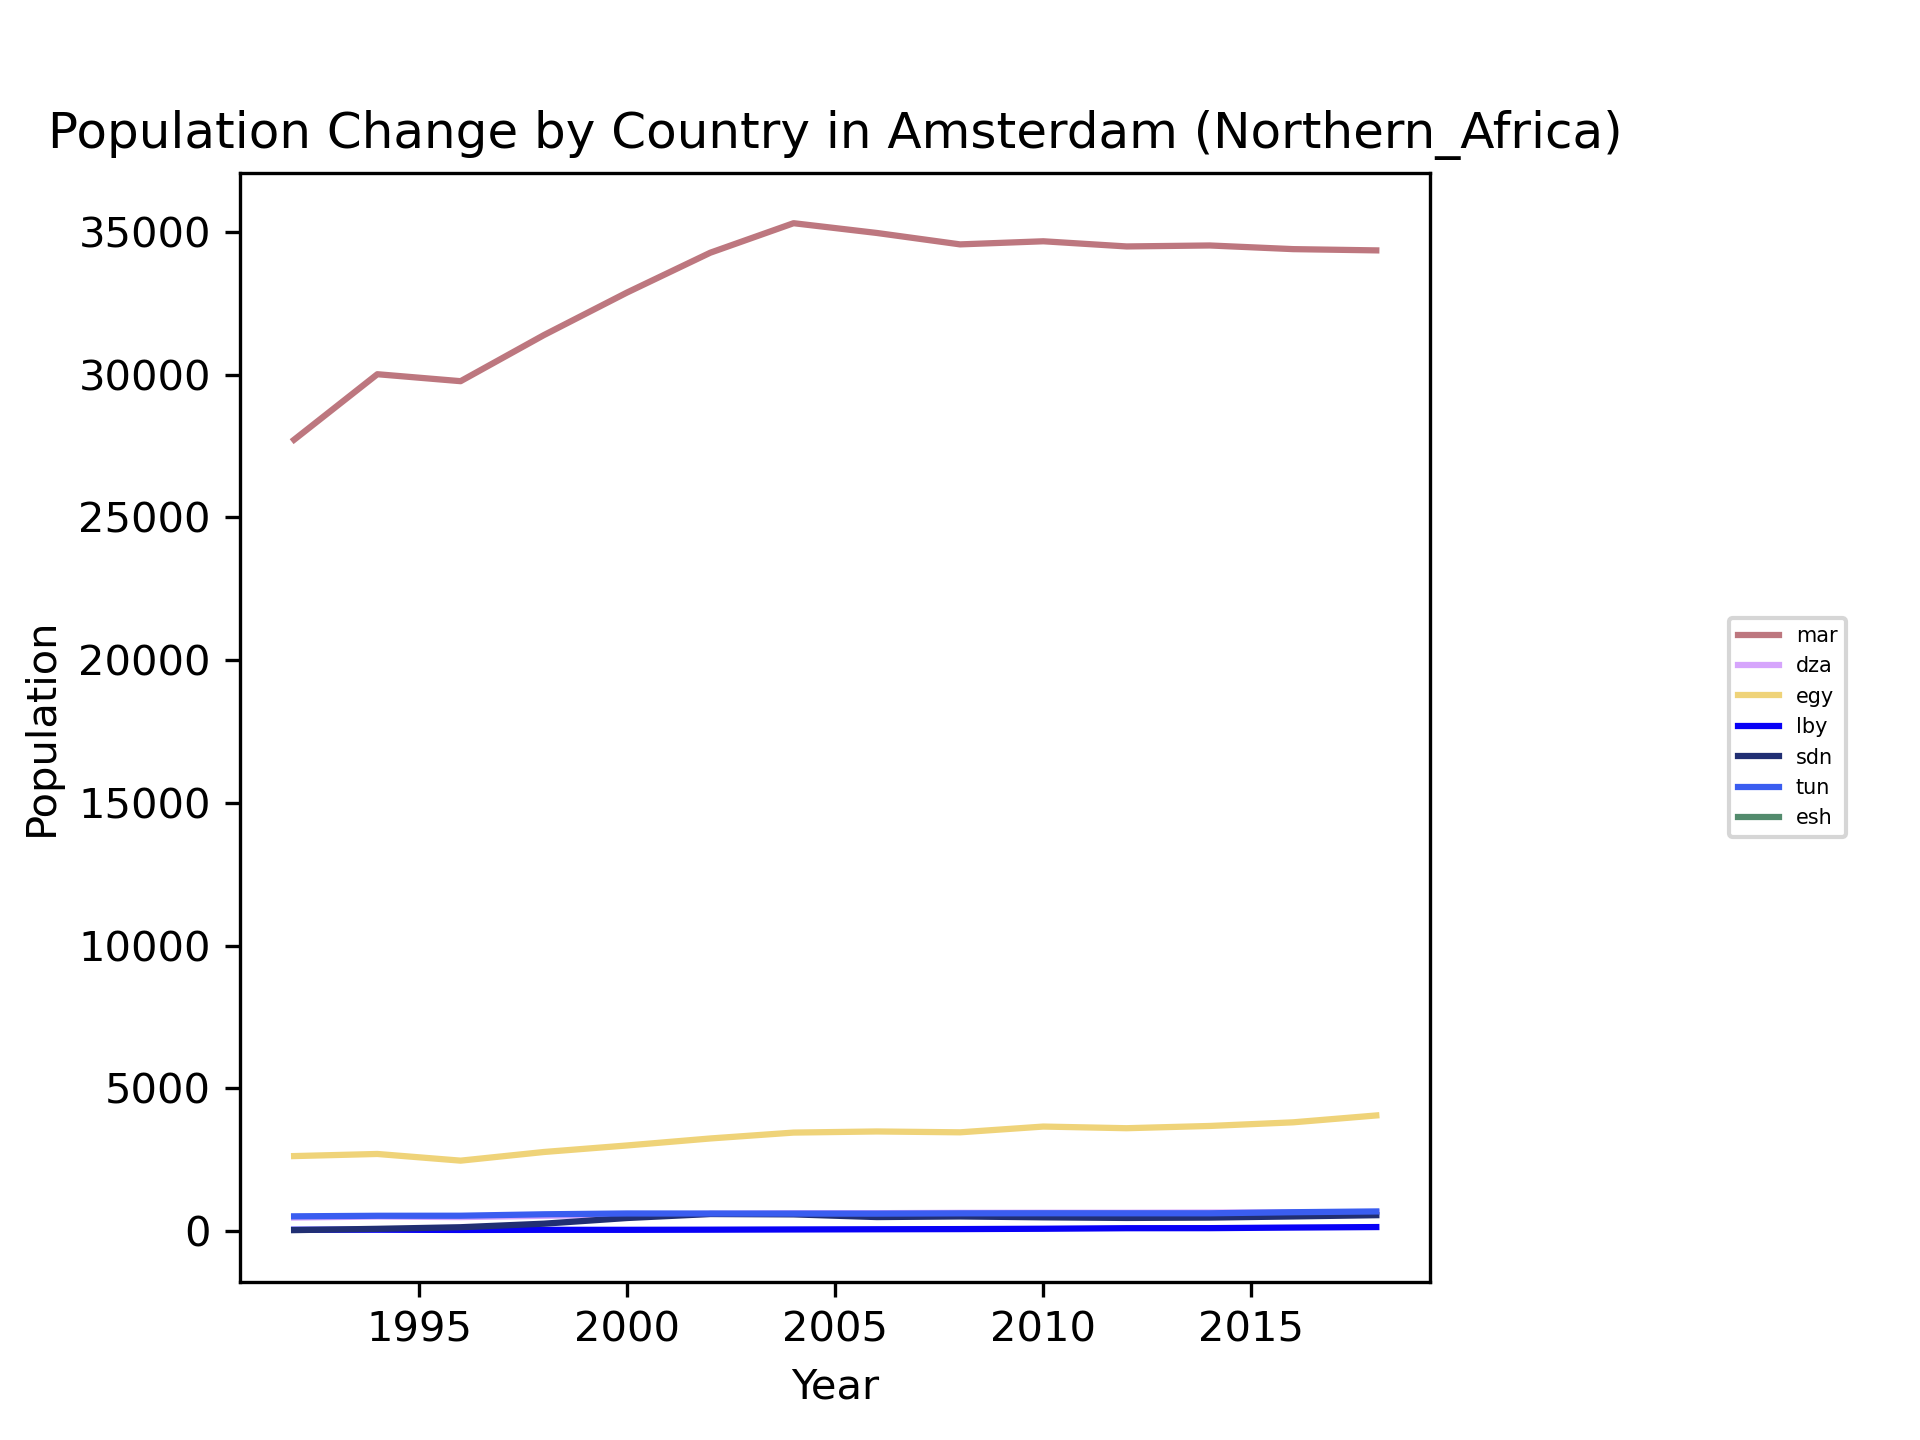 Population Change by Country in Amsterdam (Northern_Africa)
35000
30000
25000
20000
15000
10000
5000
0
Population
1995 2000 2005 2010 2015
Year
mar
dza
egy
lby
sdn
tun
esh